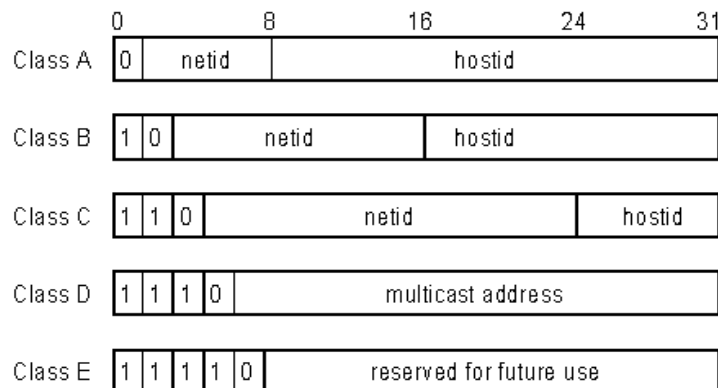 0 8 16 24 31
Class A 0 netid hostid
Class B 1 0 netid hostid
Class C 1 1 0 netid hostid
Class D 1 1 1 0 multicast address
Class E 1 1 1 1 0 reserved for future use